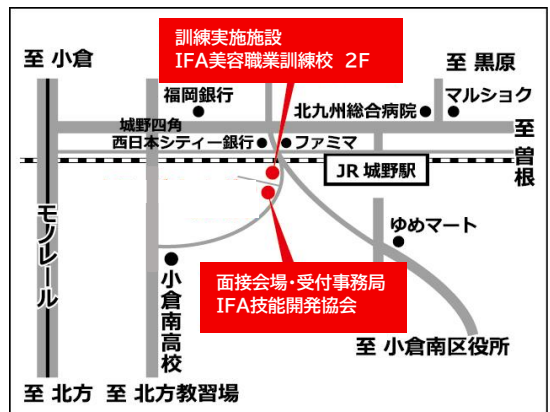 訓練実施施設
IFA美容職業訓練校 2F
至 小倉
至 黒原
福岡銀行
北九州総合病院
マルショク
城野四角
至 曽根
西日本シティー銀行
ファミマ
JR 城野駅
モノレール
ゆめマート
小倉南高校
面接会場・受付事務局
IFA技能開発協会
至 小倉南区役所
至 北方
至 北方教習場